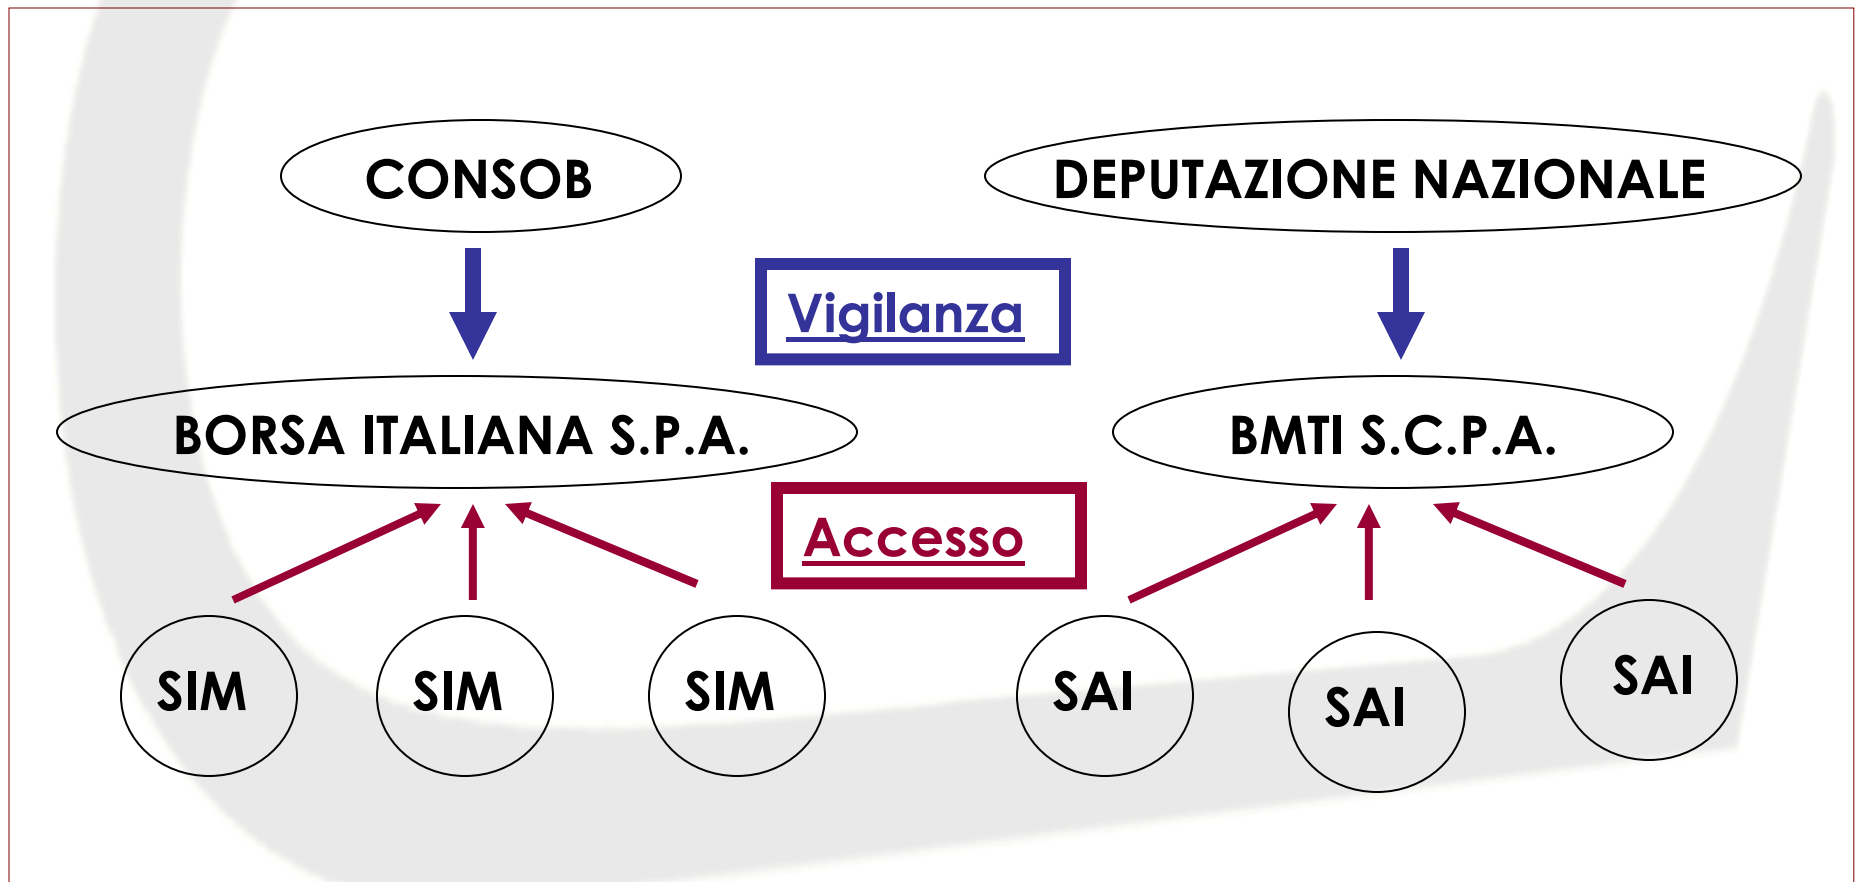 CONSOB
DEPUTAZIONE NAZIONALE
Vigilanza
BORSA ITALIANA S.P.A.
BMTI S.C.P.A.
Accesso
SIM
SIM
SIM
SAI
SAI
SAI